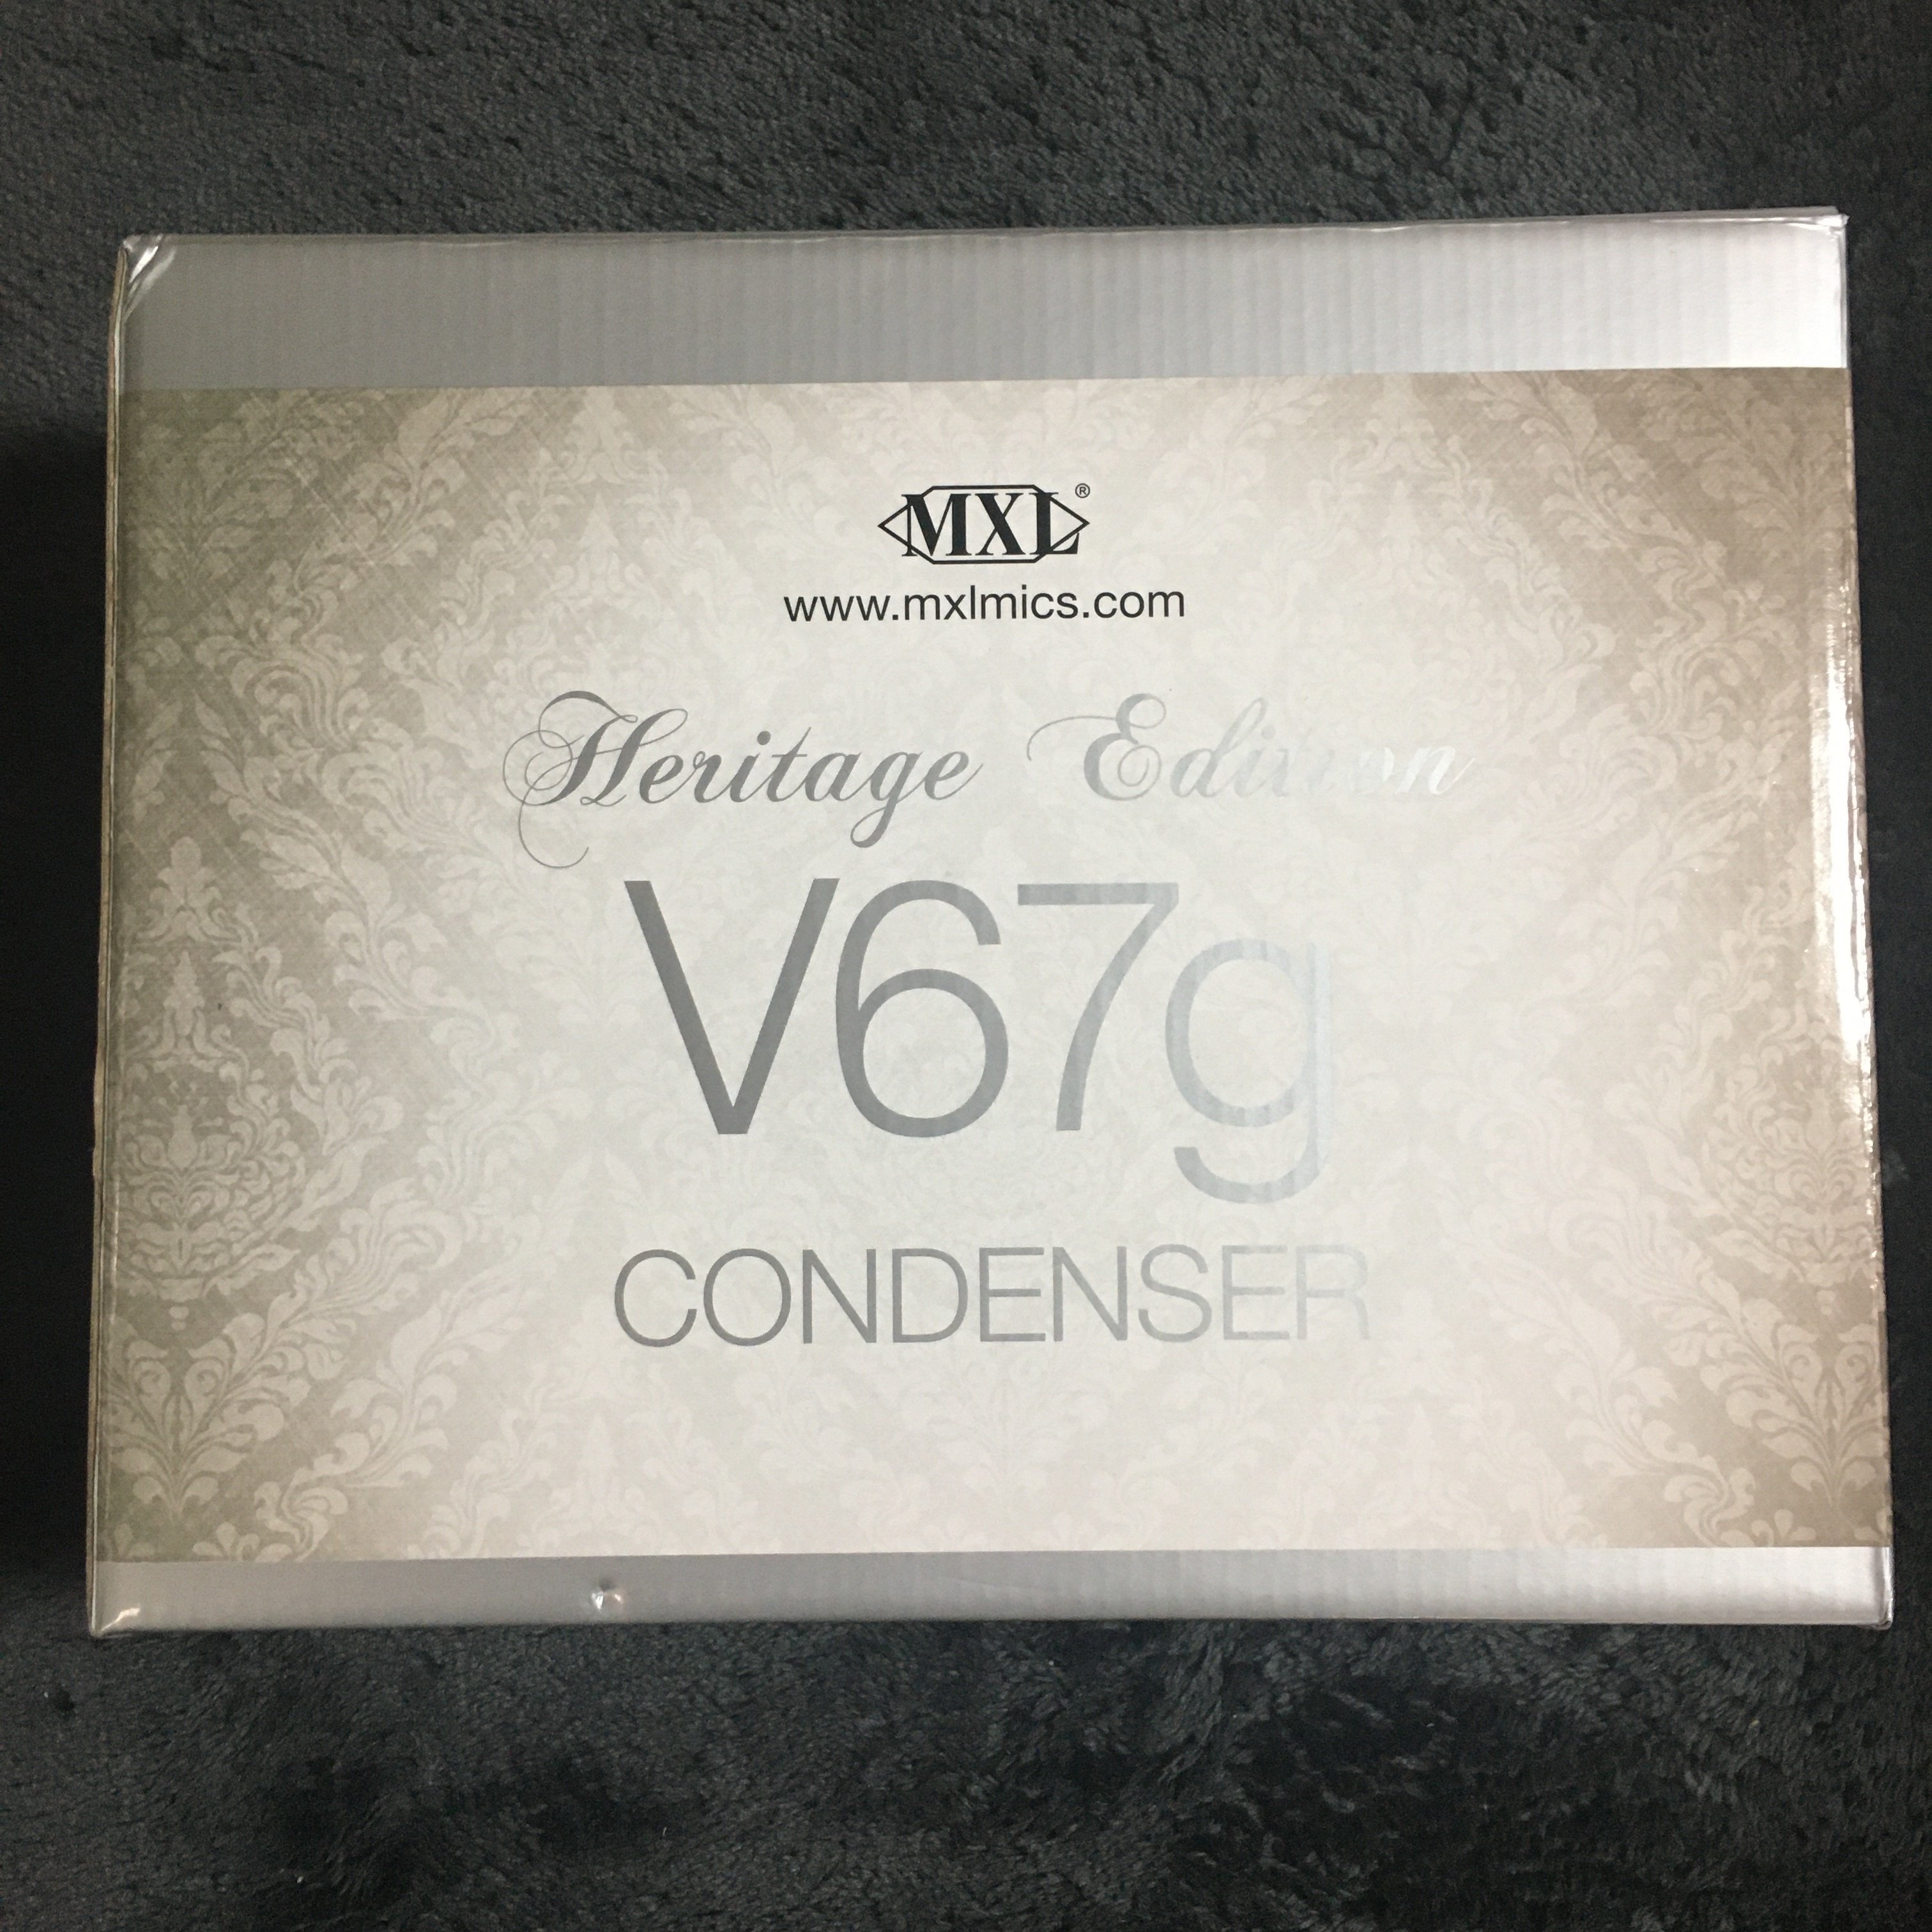 MXL®
www.mxlmics.com
Heritage Edition
V67g
CONDENSER